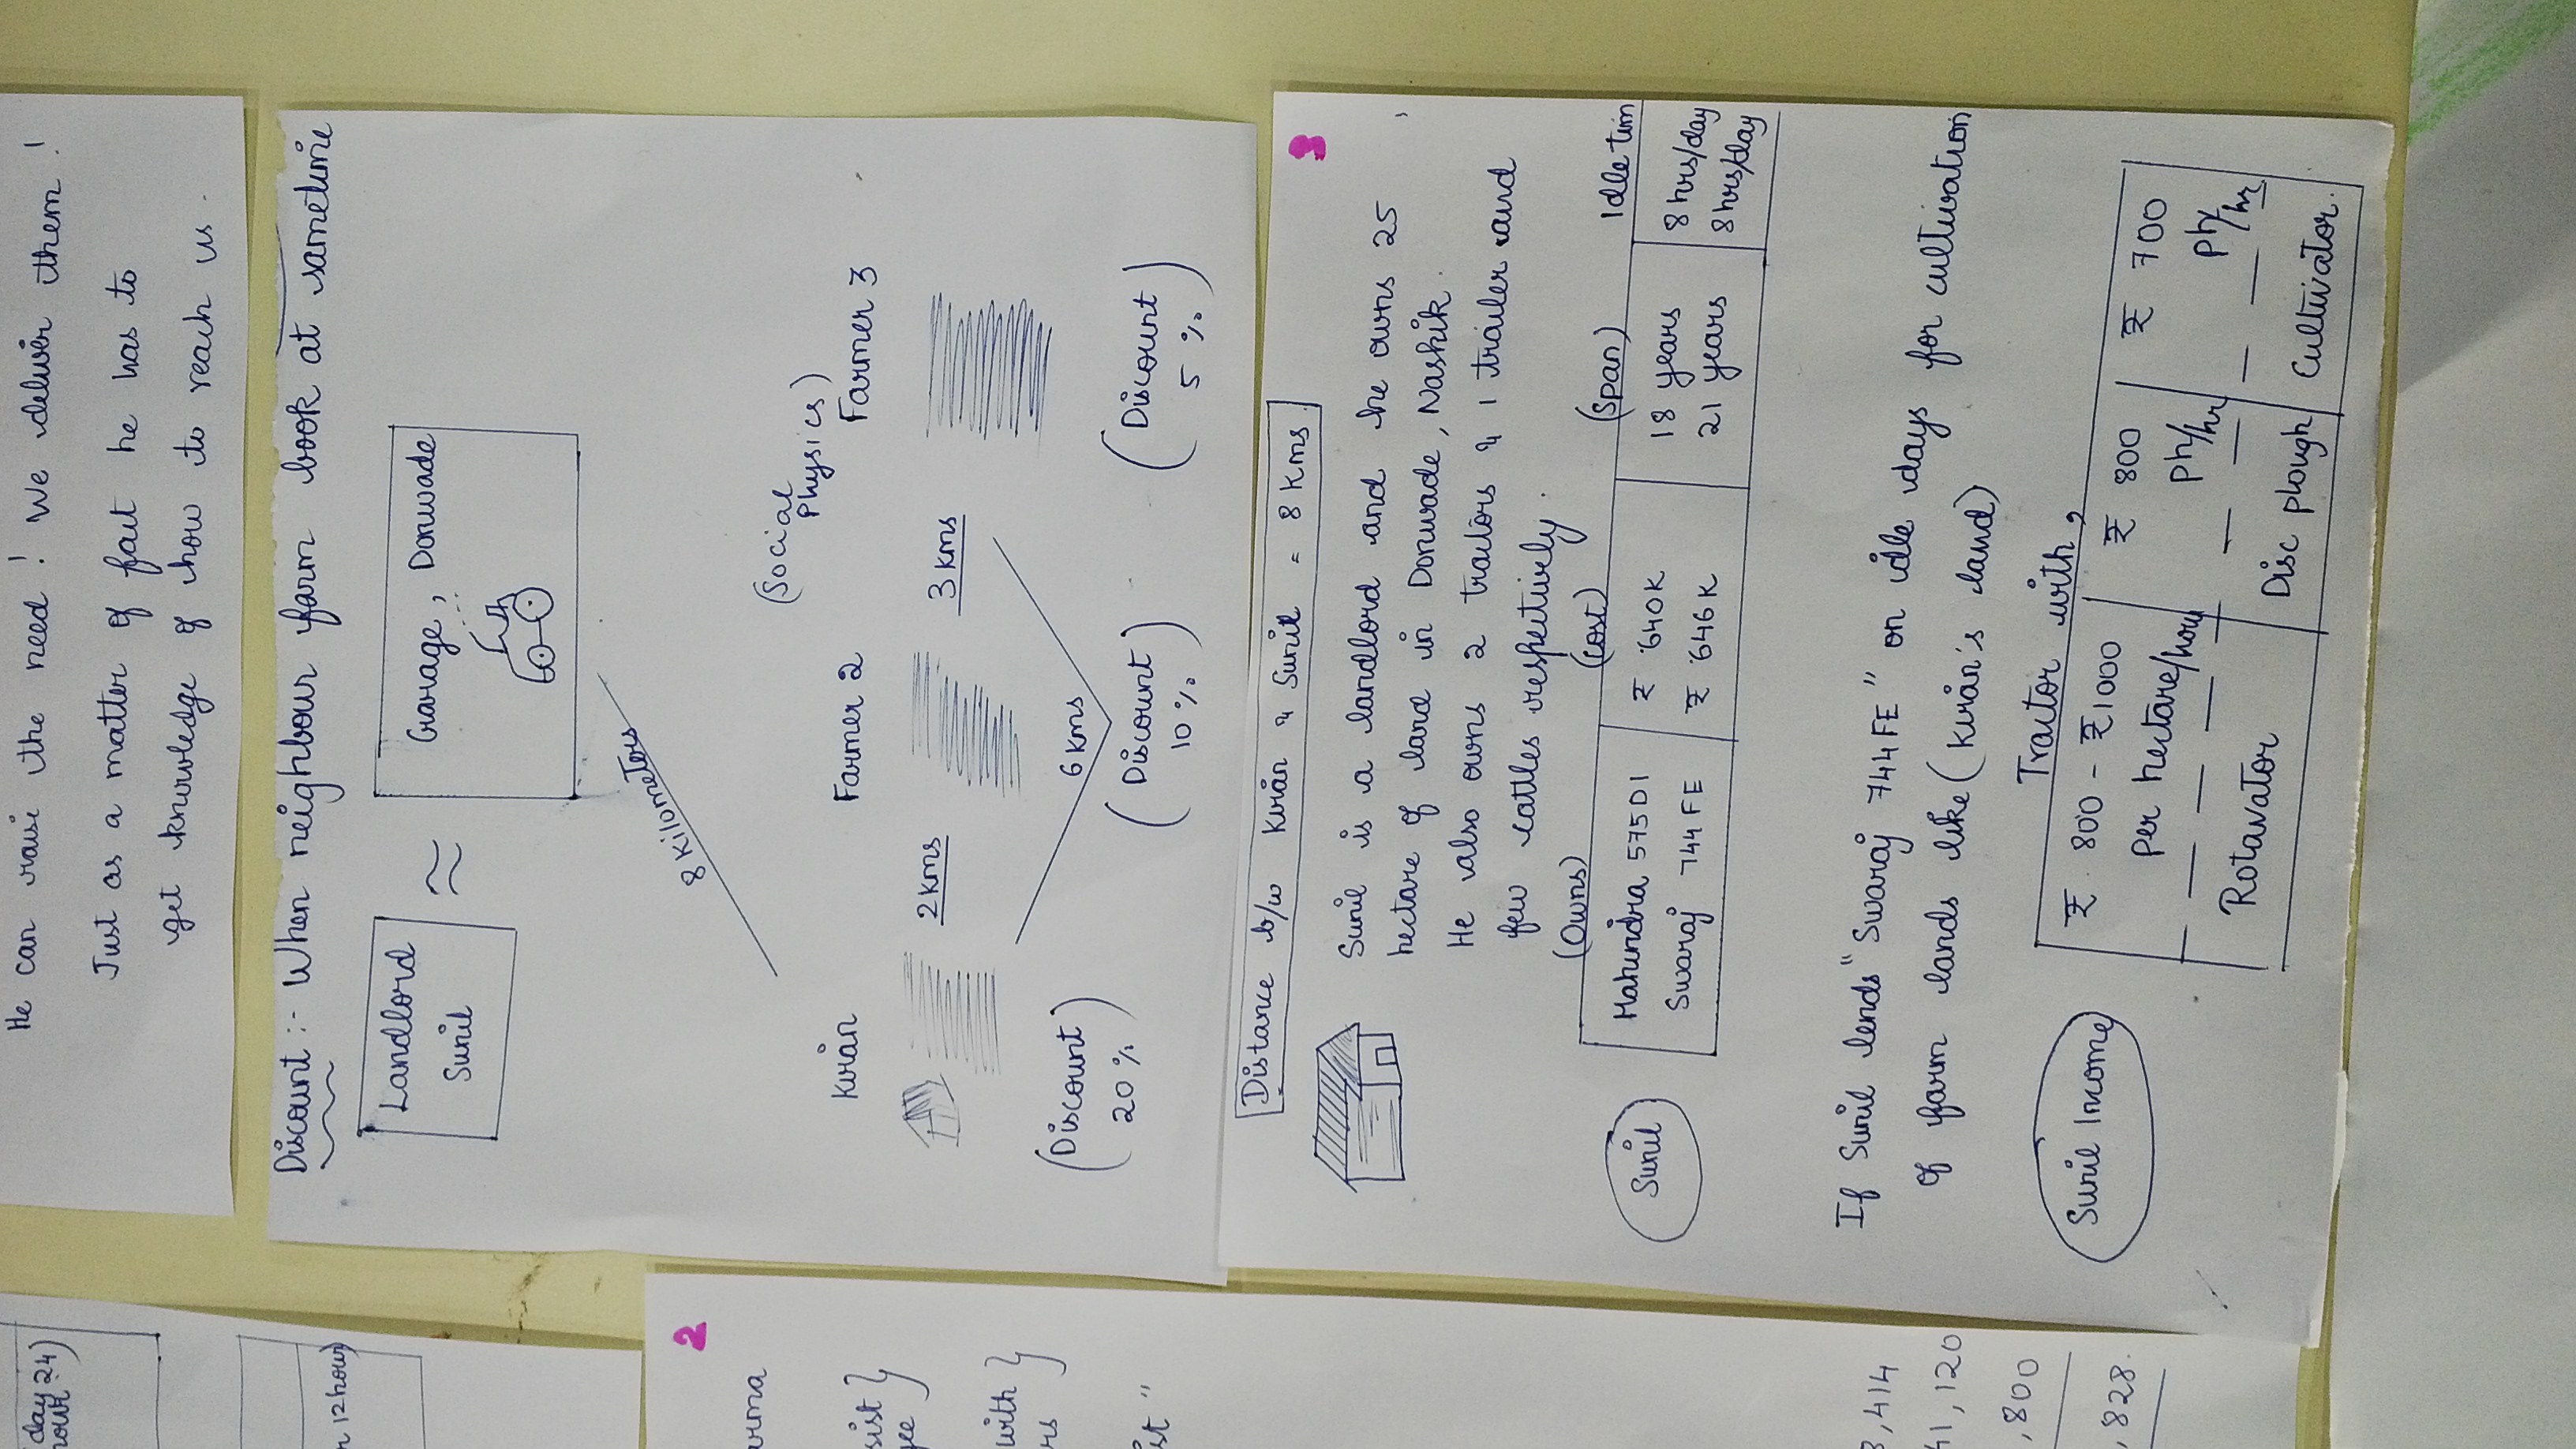 day 24)
hour
r 12 hour)
He can raise the need! We deliver them!
Just as a matter of fact he has to
get knowledge of how to reach us.
Discount :- When neighbour farm book at sametime
Landlord
Sunil
≈
Garage, Donwade
8 Kilometers
(Social
Physics)
Kiran
Farmer 2
Farmer 3
2 Kms
3 Kms
6 Kms
(Discount
20 %)
(Discount
10 %)
(Discount
5 %)
2
sist }
gee
with }
rs
st "
3,414
41,120
,800
,828.
Distance b/w Kiran & Sunil = 8 Kms.
3
Sunil is a landlord and he owns 25
hectare of land in Donwade, Nashik.
He also owns 2 tractors & 1 trailer and
few cattles respectively.
(Owns) (Cost) (Span) Idle tim
Sunil
Mahindra 575DI ₹ 640K 18 years 8 hrs/day
Swaraj 744 FE ₹ 646K 21 years 8 hrs/day
If Sunil lends "Swaraj 744 FE" on idle days for cultivation
of farm lands like (Kiran's land)
Sunil Income
Tractor with,
₹ 800 - ₹1000 ₹ 800 ₹ 700
per hectare/hour ph/hr ph/hr
Rotavator Disc plough Cultivator.